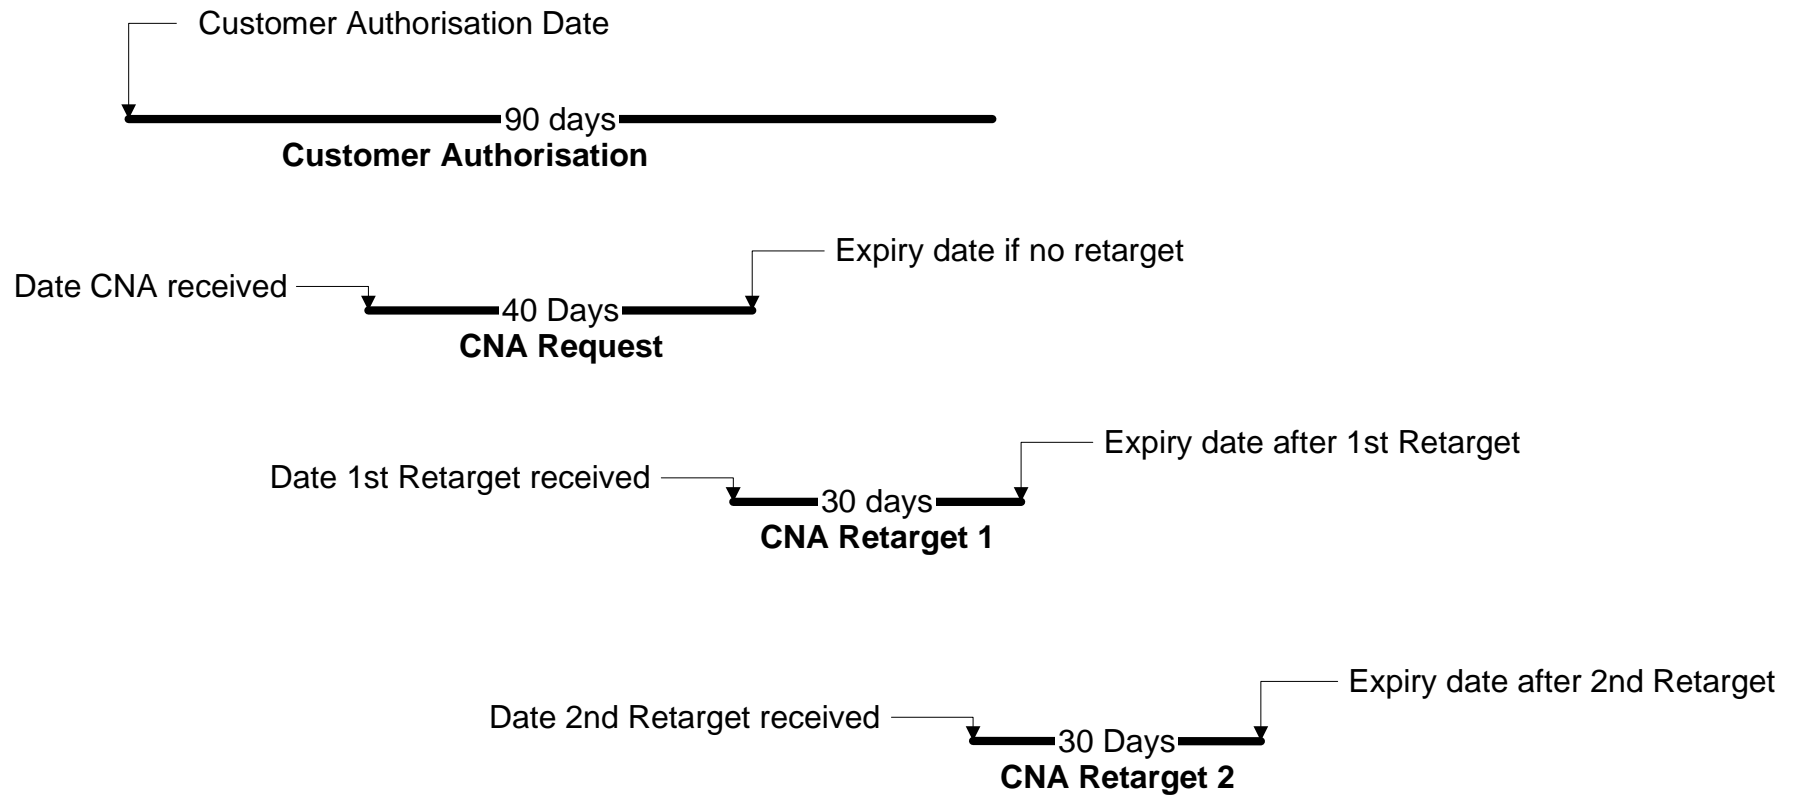 Customer Authorisation Date
90 days
Customer Authorisation
Expiry date if no retarget
Date CNA received
40 Days
CNA Request
Expiry date after 1st Retarget
Date 1st Retarget received
30 days
CNA Retarget 1
Expiry date after 2nd Retarget
Date 2nd Retarget received
30 Days
CNA Retarget 2